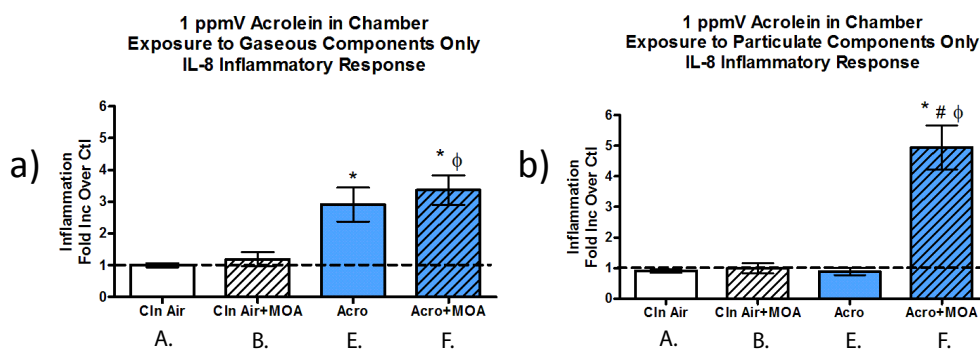 1 ppmV Acrolein in Chamber
Exposure to Gaseous Components Only
IL-8 Inflammatory Response
a)
Inflammation
Fold Inc Over Ctl
6
5
4
3
2
1
0
*
* ϕ
Cln Air
Cln Air+MOA
Acro
Acro+MOA
A.
B.
E.
F.
1 ppmV Acrolein in Chamber
Exposure to Particulate Components Only
IL-8 Inflammatory Response
b)
Inflammation
Fold Inc Over Ctl
6
5
4
3
2
1
0
* # ϕ
Cln Air
Cln Air+MOA
Acro
Acro+MOA
A.
B.
E.
F.